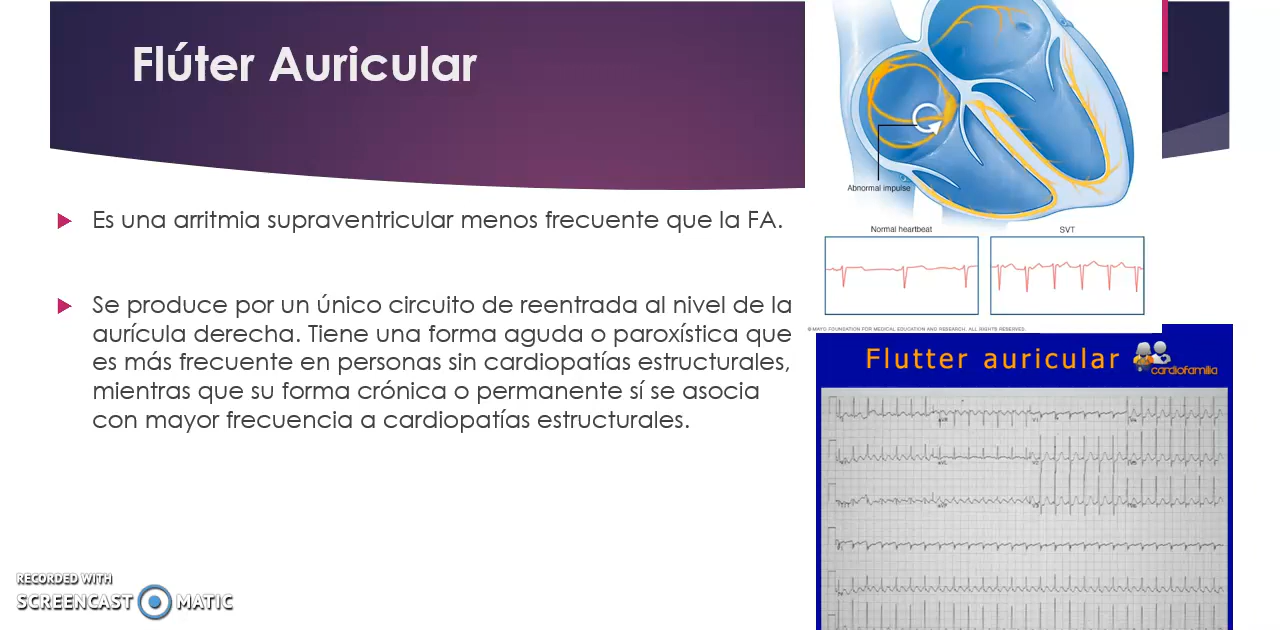 Flúter Auricular
Es una arritmia supraventricular menos frecuente que la FA.
Se produce por un único circuito de reentrada al nivel de la
aurícula derecha. Tiene una forma aguda o paroxística que
es más frecuente en personas sin cardiopatías estructurales,
mientras que su forma crónica o permanente sí se asocia
con mayor frecuencia a cardiopatías estructurales.
Abnormal impulse
Normal heartbeat
SVT
© MAYO FOUNDATION FOR MEDICAL EDUCATION AND RESEARCH. ALL RIGHTS RESERVED.
Flutter auricular
cardiofamilia
RECORDED WITH
SCREENCAST MATIC